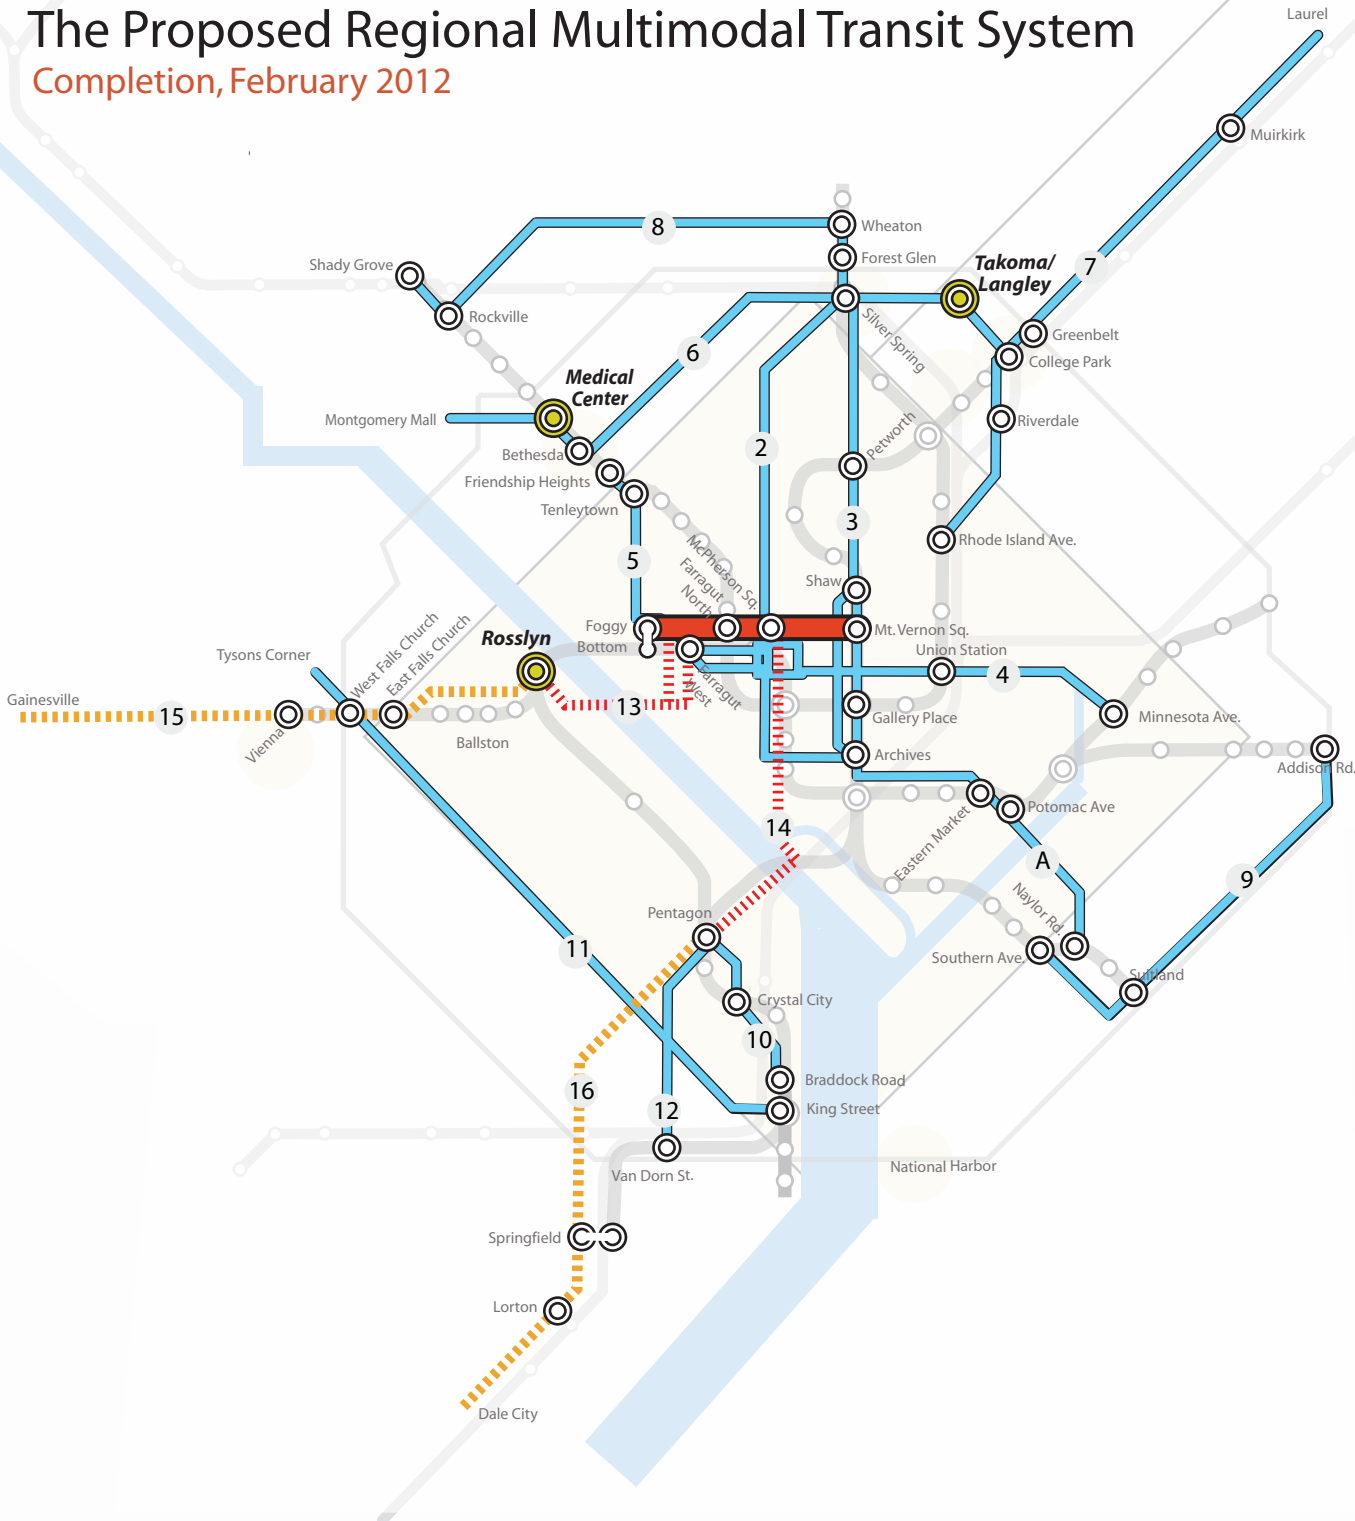 The Proposed Regional Multimodal Transit System
Completion, February 2012
Laurel
Muirkirk
8
Wheaton
Shady Grove
Forest Glen
Takoma/
Langley
7
Rockville
Silver Spring
Greenbelt
College Park
6
Medical
Center
Montgomery Mall
Petworth
Riverdale
Bethesda
2
Friendship Heights
Tenleytown
3
McPherson Sq.
Farragut
North
Rhode Island Ave.
5
Shaw
Foggy
Bottom
Mt. Vernon Sq.
Union Station
Rosslyn
West Falls Church
East Falls Church
Tysons Corner
Farragut
West
4
Gainesville
15
13
Gallery Place
Minnesota Ave.
Vienna
Ballston
Archives
Addison Rd.
Eastern Market
Potomac Ave
14
A
9
Naylor Rd.
Pentagon
11
Southern Ave.
Suitland
Crystal City
10
Braddock Road
16
12
King Street
Van Dorn St.
National Harbor
Springfield
Lorton
Dale City